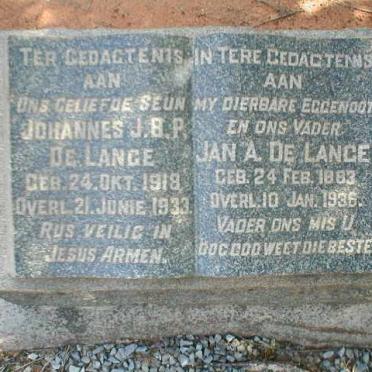 TER GEDAGTENIS
AAN
ONS GELIEFDE SEUN
JOHANNES J.B.P.
DE LANGE
GEB. 24. OKT. 1918
OVERL. 21. JUNIE. 1933.
RUS VEILIG IN
JESUS ARMEN.
IN TERE GEDAGTENIS
AAN
MY DIERBARE EGGENOOT
EN ONS VADER
JAN A. DE LANGE
GEB. 24 FEB. 1883
OVERL. 10 JAN. 1936.
VADER ONS MIS U
DOG GOD WEET DIE BESTE